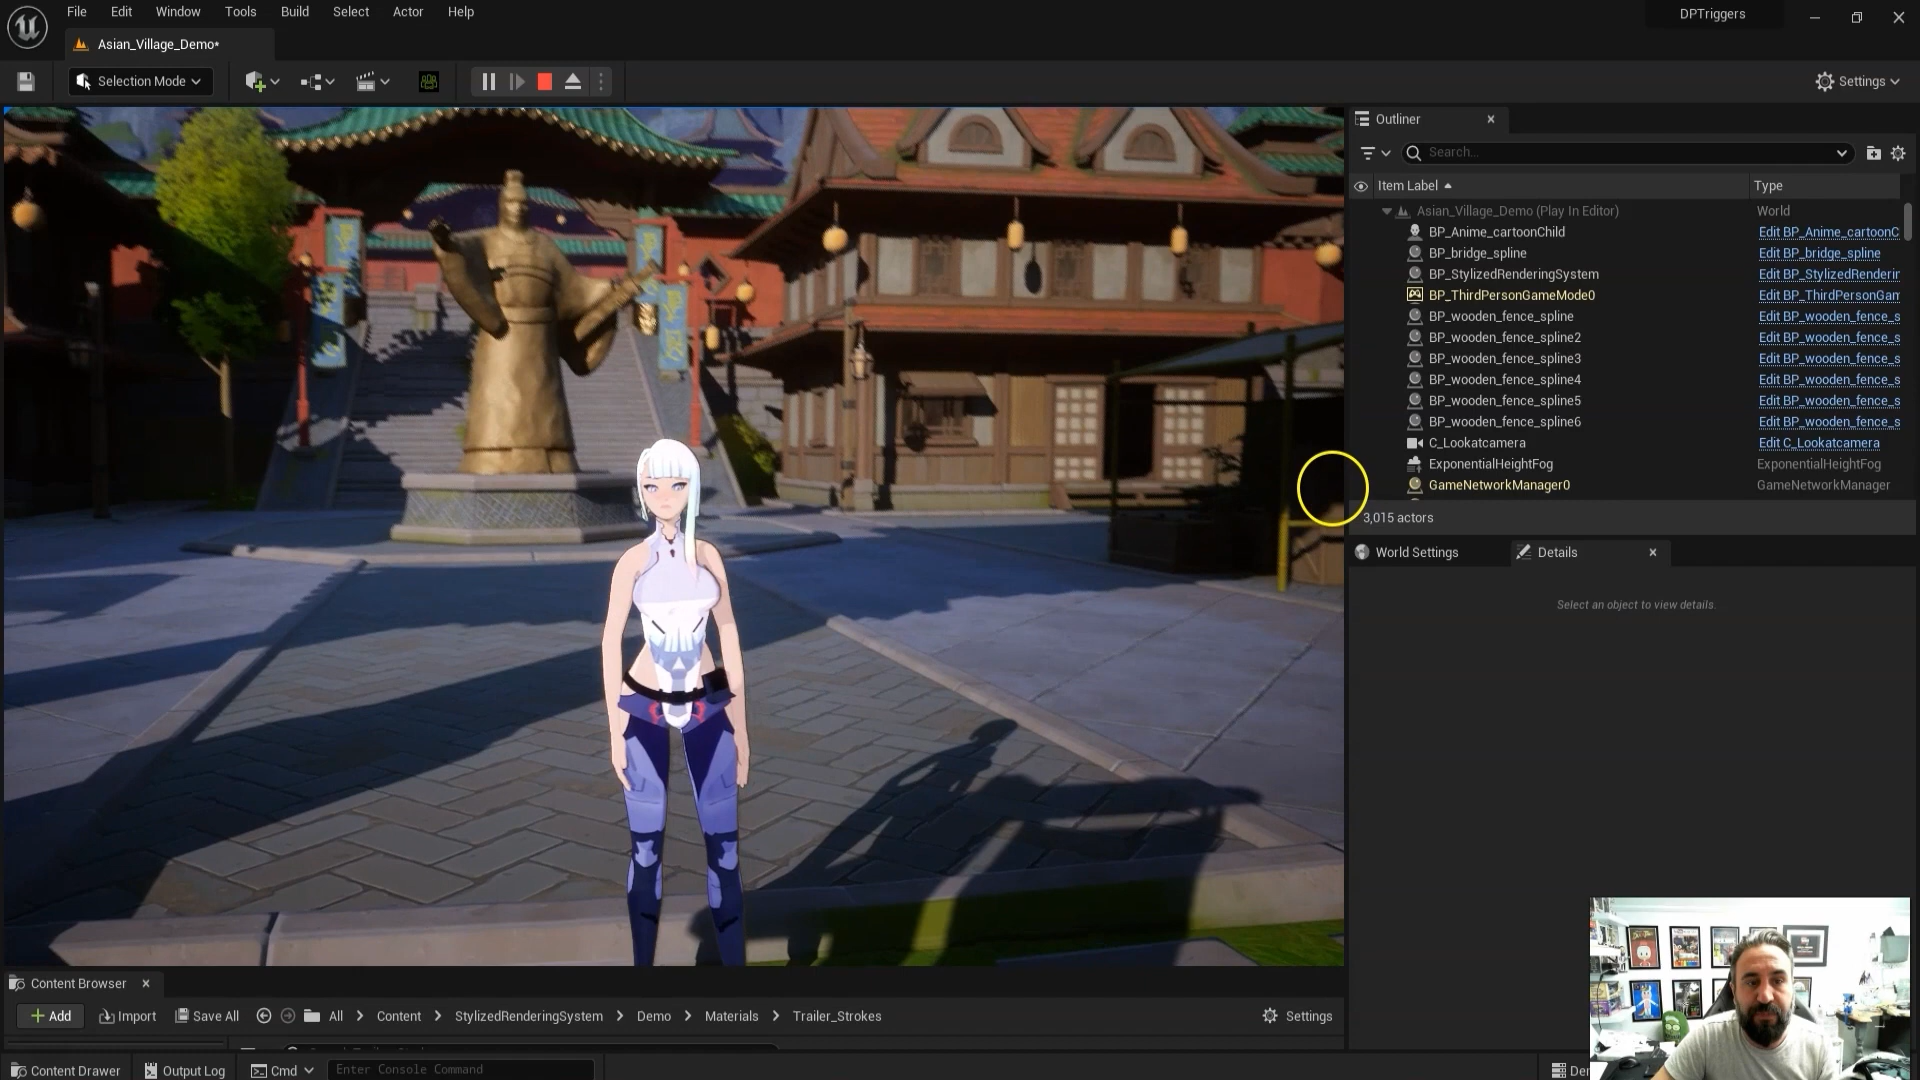 File Edit Window Tools Build Select Actor Help
DPTriggers
Asian_Village_Demo*
Selection Mode
Settings
Outliner
Search...
Item Label Type
Asian_Village_Demo (Play In Editor) World
BP_Anime_cartoonChild Edit BP_Anime_cartoonC
BP_bridge_spline Edit BP_bridge_spline
BP_StylizedRenderingSystem Edit BP_StylizedRenderin
BP_ThirdPersonGameMode0 Edit BP_ThirdPersonGam
BP_wooden_fence_spline Edit BP_wooden_fence_s
BP_wooden_fence_spline2 Edit BP_wooden_fence_s
BP_wooden_fence_spline3 Edit BP_wooden_fence_s
BP_wooden_fence_spline4 Edit BP_wooden_fence_s
BP_wooden_fence_spline5 Edit BP_wooden_fence_s
BP_wooden_fence_spline6 Edit BP_wooden_fence_s
C_Lookatcamera Edit C_Lookatcamera
ExponentialHeightFog ExponentialHeightFog
GameNetworkManager0 GameNetworkManager
3,015 actors
World Settings Details
Select an object to view details.
Content Browser
Add Import Save All All > Content > StylizedRenderingSystem > Demo > Materials > Trailer_Strokes Settings
Content Drawer Output Log Cmd Enter Console Command